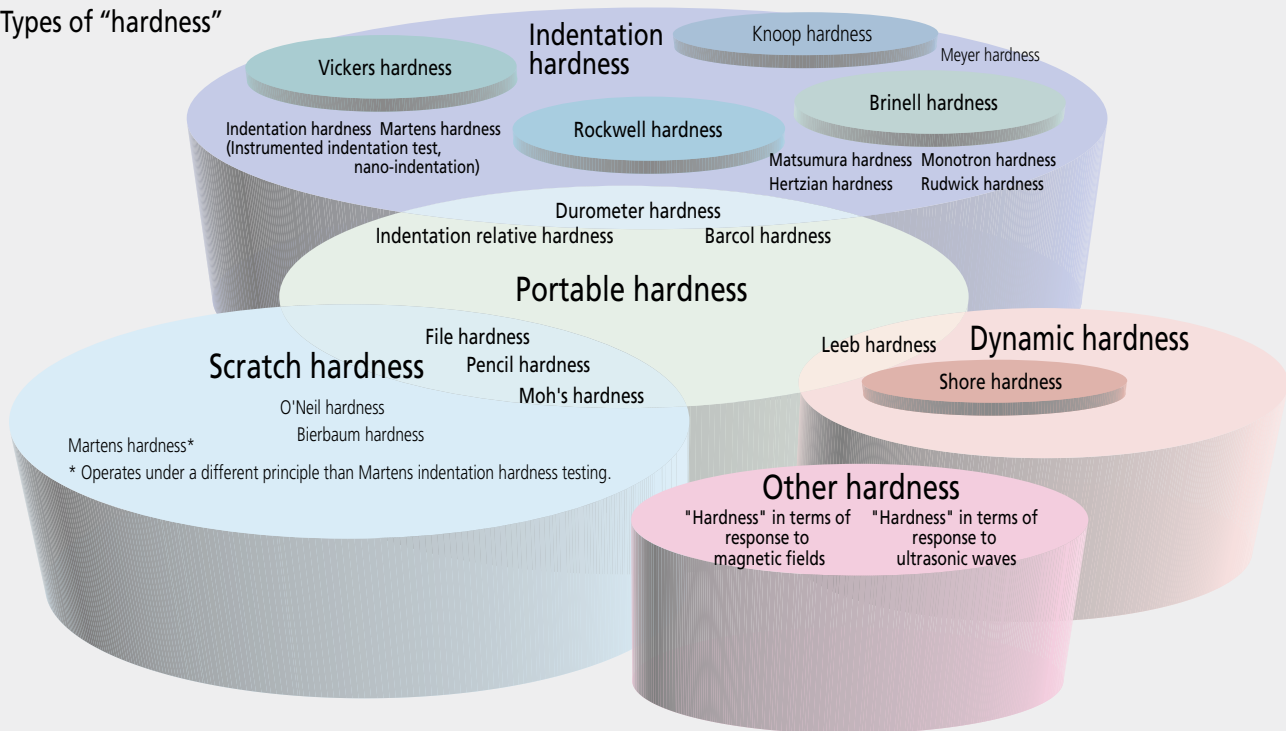 Types of “hardness”
Indentation
hardness
Knoop hardness
Meyer hardness
Vickers hardness
Brinell hardness
Rockwell hardness
Indentation hardness Martens hardness
(Instrumented indentation test,
nano-indentation)
Matsumura hardness Monotron hardness
Hertzian hardness Rudwick hardness
Durometer hardness
Indentation relative hardness Barcol hardness
Portable hardness
File hardness
Pencil hardness
Moh's hardness
Scratch hardness
O'Neil hardness
Bierbaum hardness
Martens hardness*
* Operates under a different principle than Martens indentation hardness testing.
Leeb hardness
Dynamic hardness
Shore hardness
Other hardness
"Hardness" in terms of
response to
magnetic fields
"Hardness" in terms of
response to
ultrasonic waves